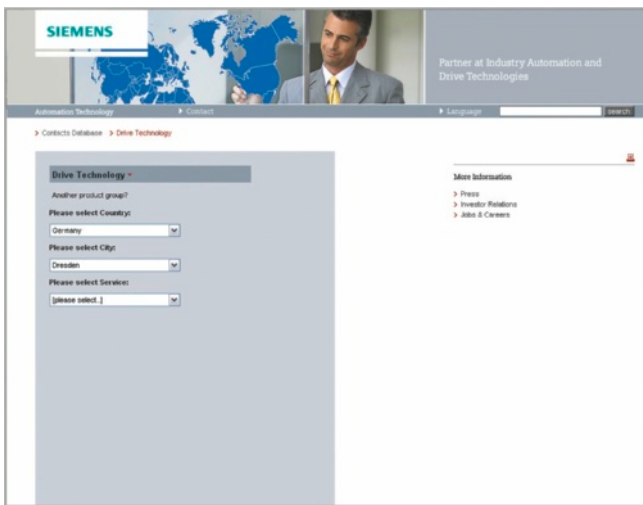 SIEMENS
Partner at Industry Automation and
Drive Technologies
Automation Technology
Contact
Language
search
Contacts Database
Drive Technology
Drive Technology
Another product group?
Please select Country:
Germany
Please select City:
Dresden
Please select Service:
[please select..]
More Information
Press
Investor Relations
Jobs & Careers